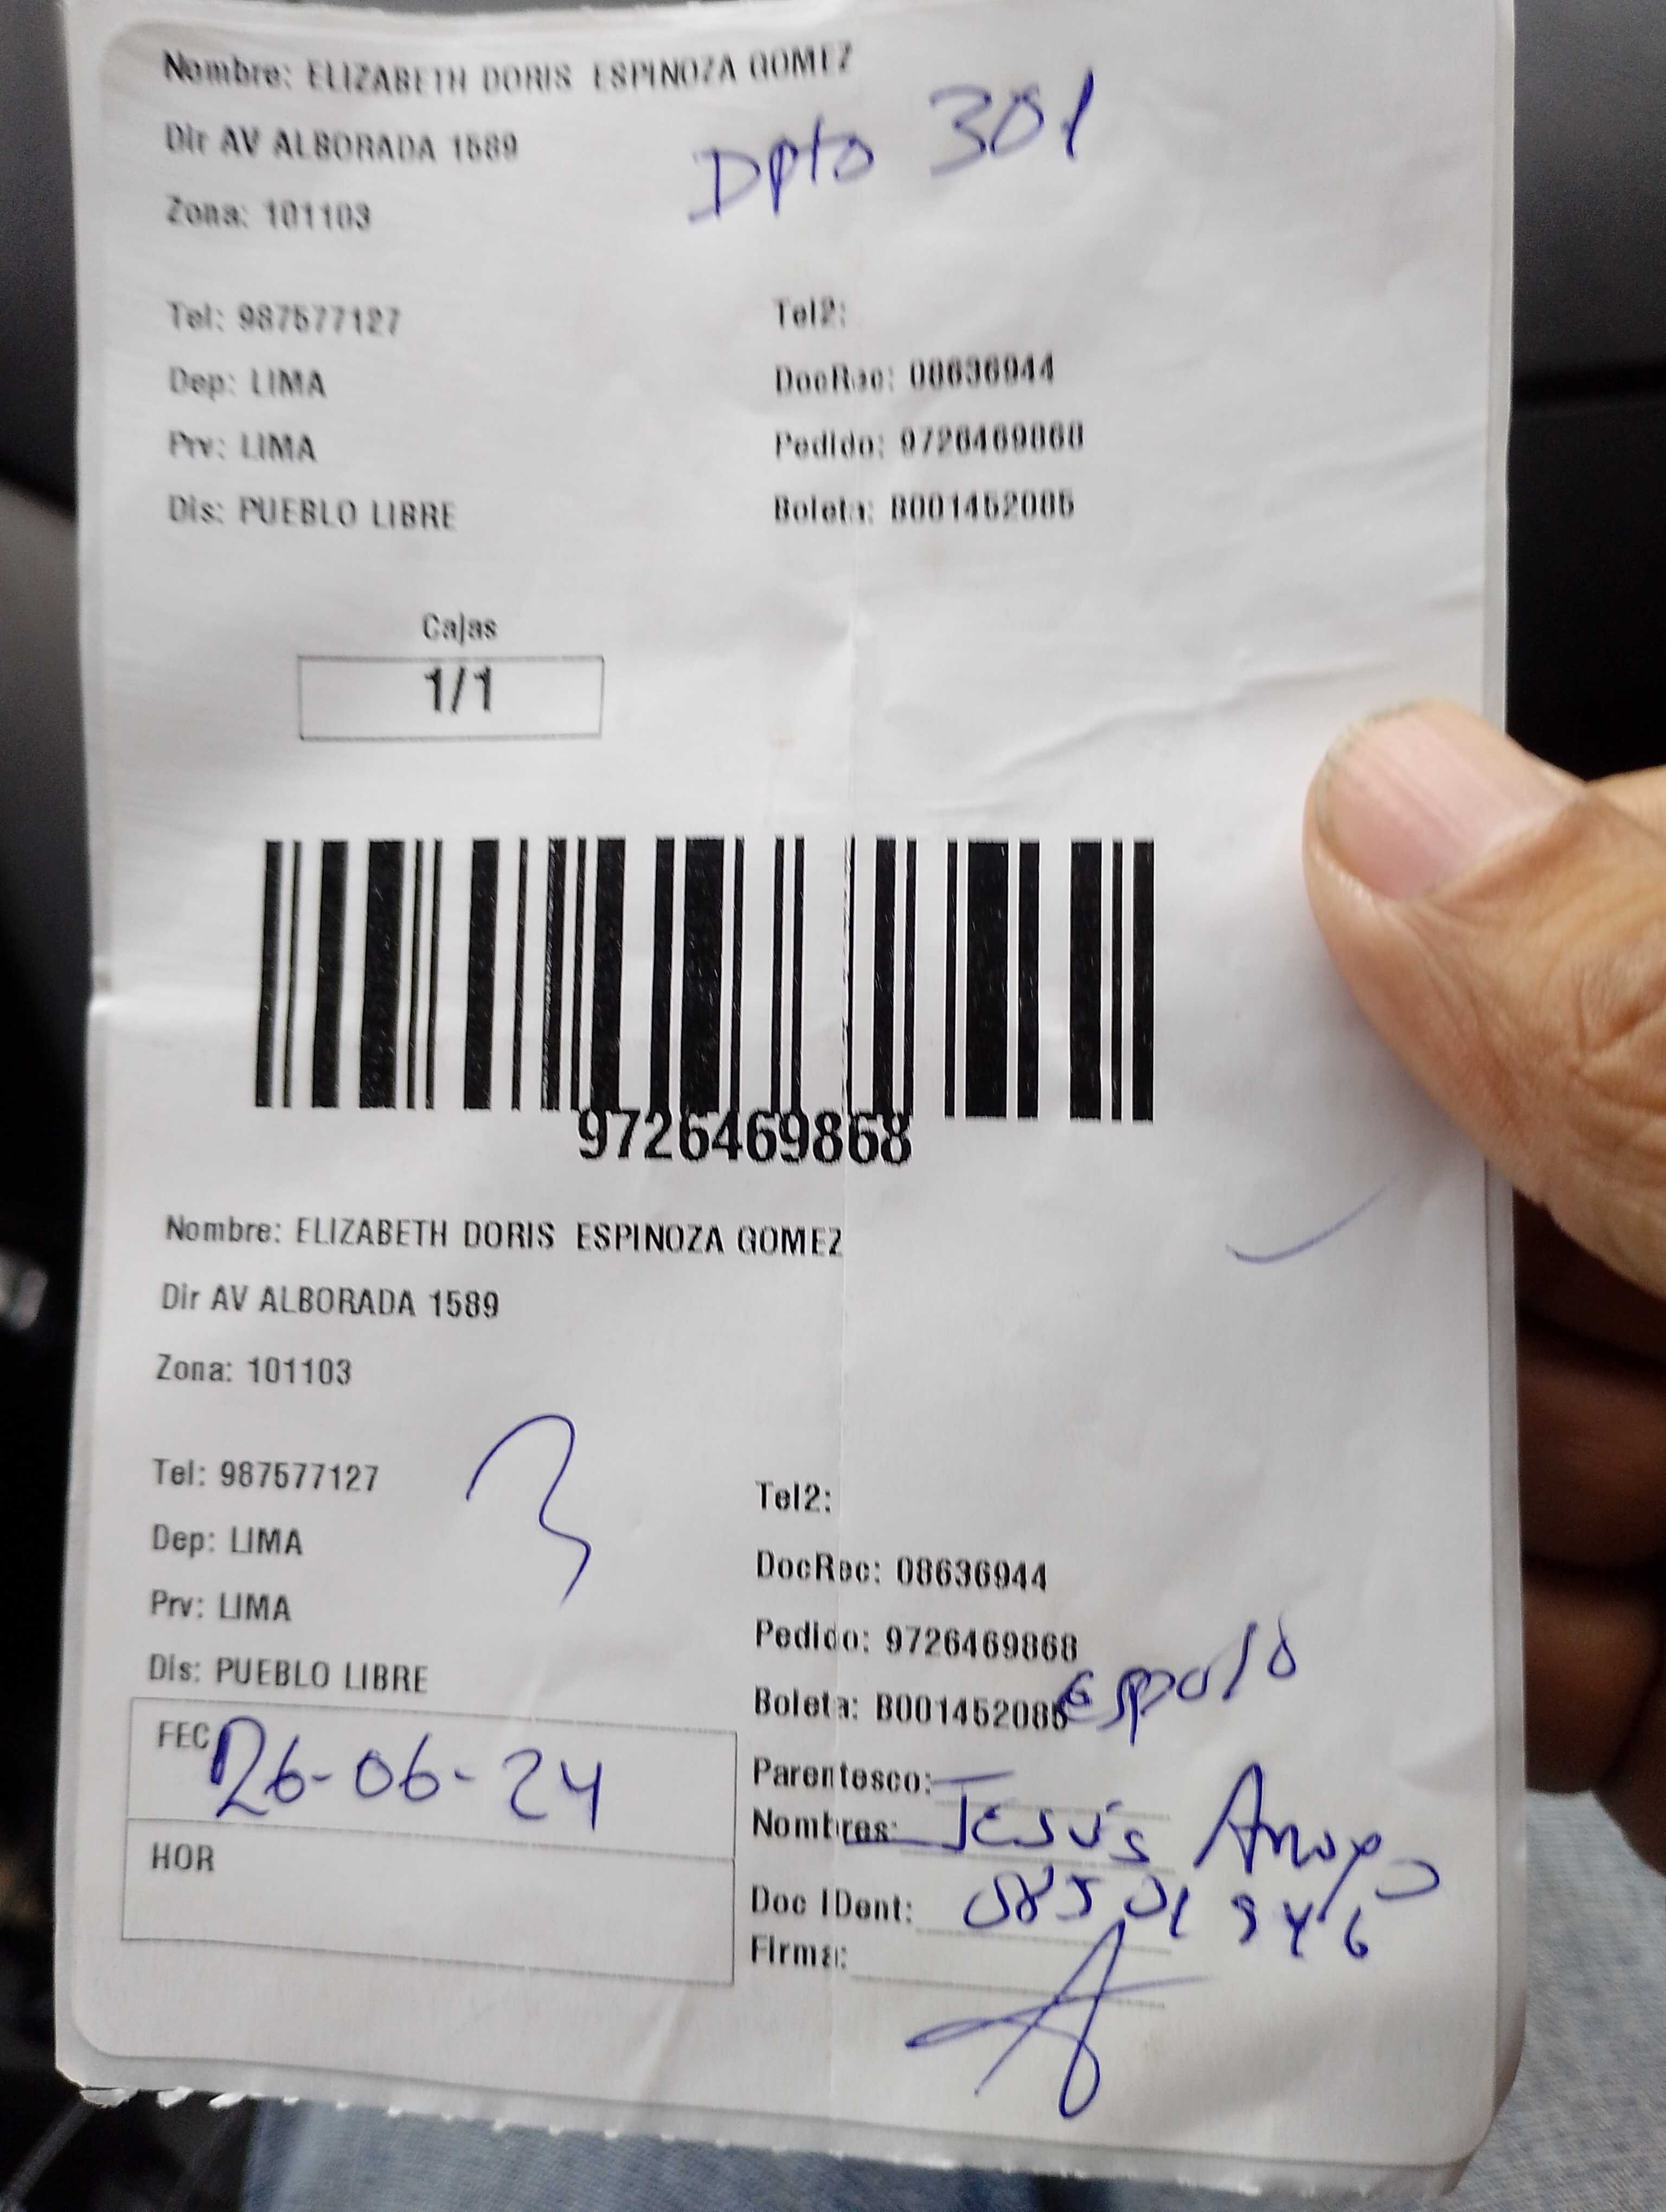 Nombre: ELIZABETH DORIS ESPINOZA GOMEZ
Dir AV ALBORADA 1589
Dpto 301
Zona: 101103
Tel: 987577127
Tel2:
Dep: LIMA
DocRec: 08636944
Prv: LIMA
Pedido: 9726469868
Dis: PUEBLO LIBRE
Boleta: B001452085
Cajas
1/1
9726469868
Nombre: ELIZABETH DORIS ESPINOZA GOMEZ
Dir AV ALBORADA 1589
Zona: 101103
Tel: 987577127
Tel2:
Dep: LIMA
DocRec: 08636944
Prv: LIMA
Pedido: 9726469868
Dis: PUEBLO LIBRE
Boleta: B001452085
FEC 26-06-24
HOR
Parentesco:
Nombres: Jesús Arroyo
Doc IDent:
Firma: